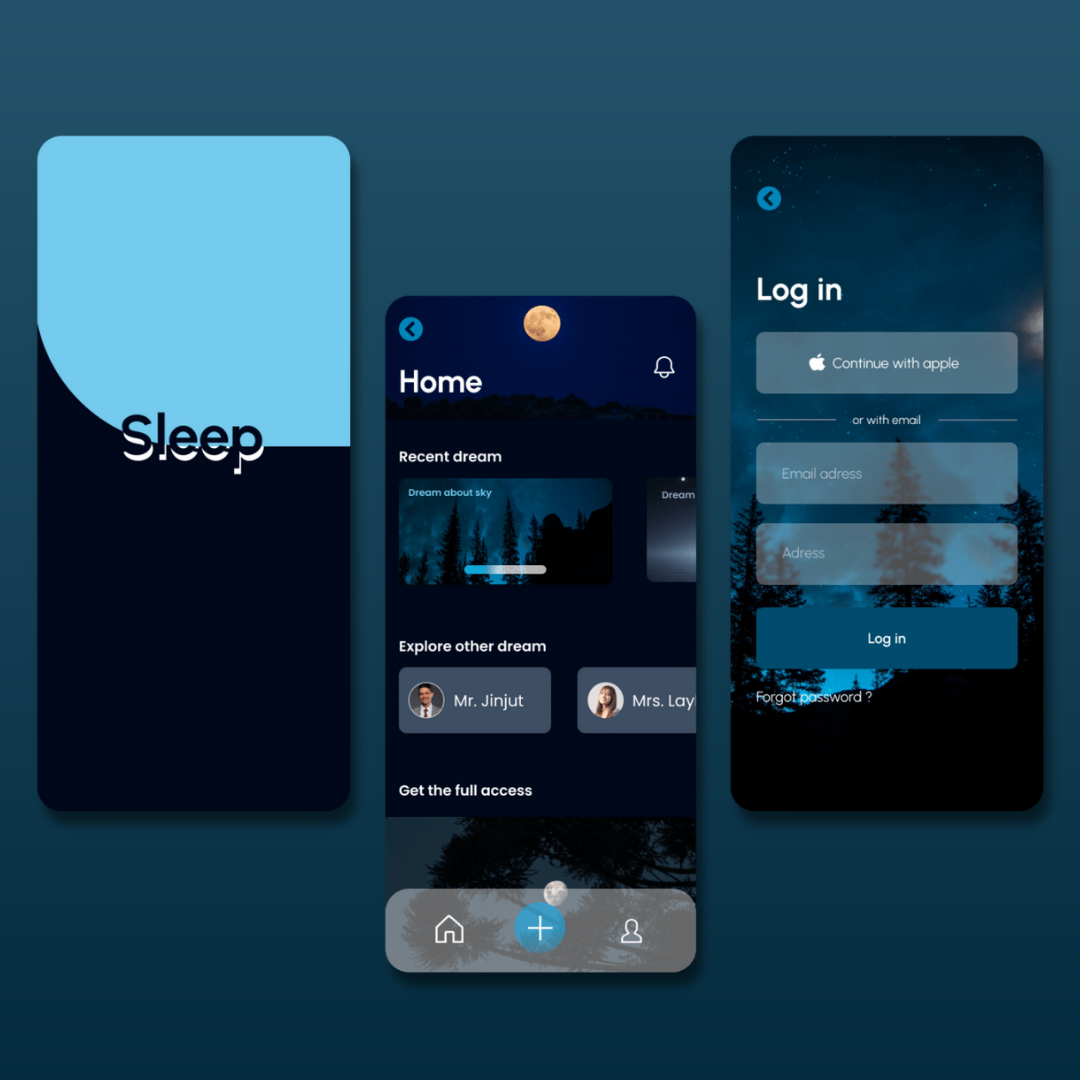 Sleep
Home
Recent dream
Dream about sky
Dream
Explore other dream
Mr. Jinjut
Mrs. Lay
Get the full access
Log in
Continue with apple
or with email
Email adress
Adress
Log in
Forgot password ?